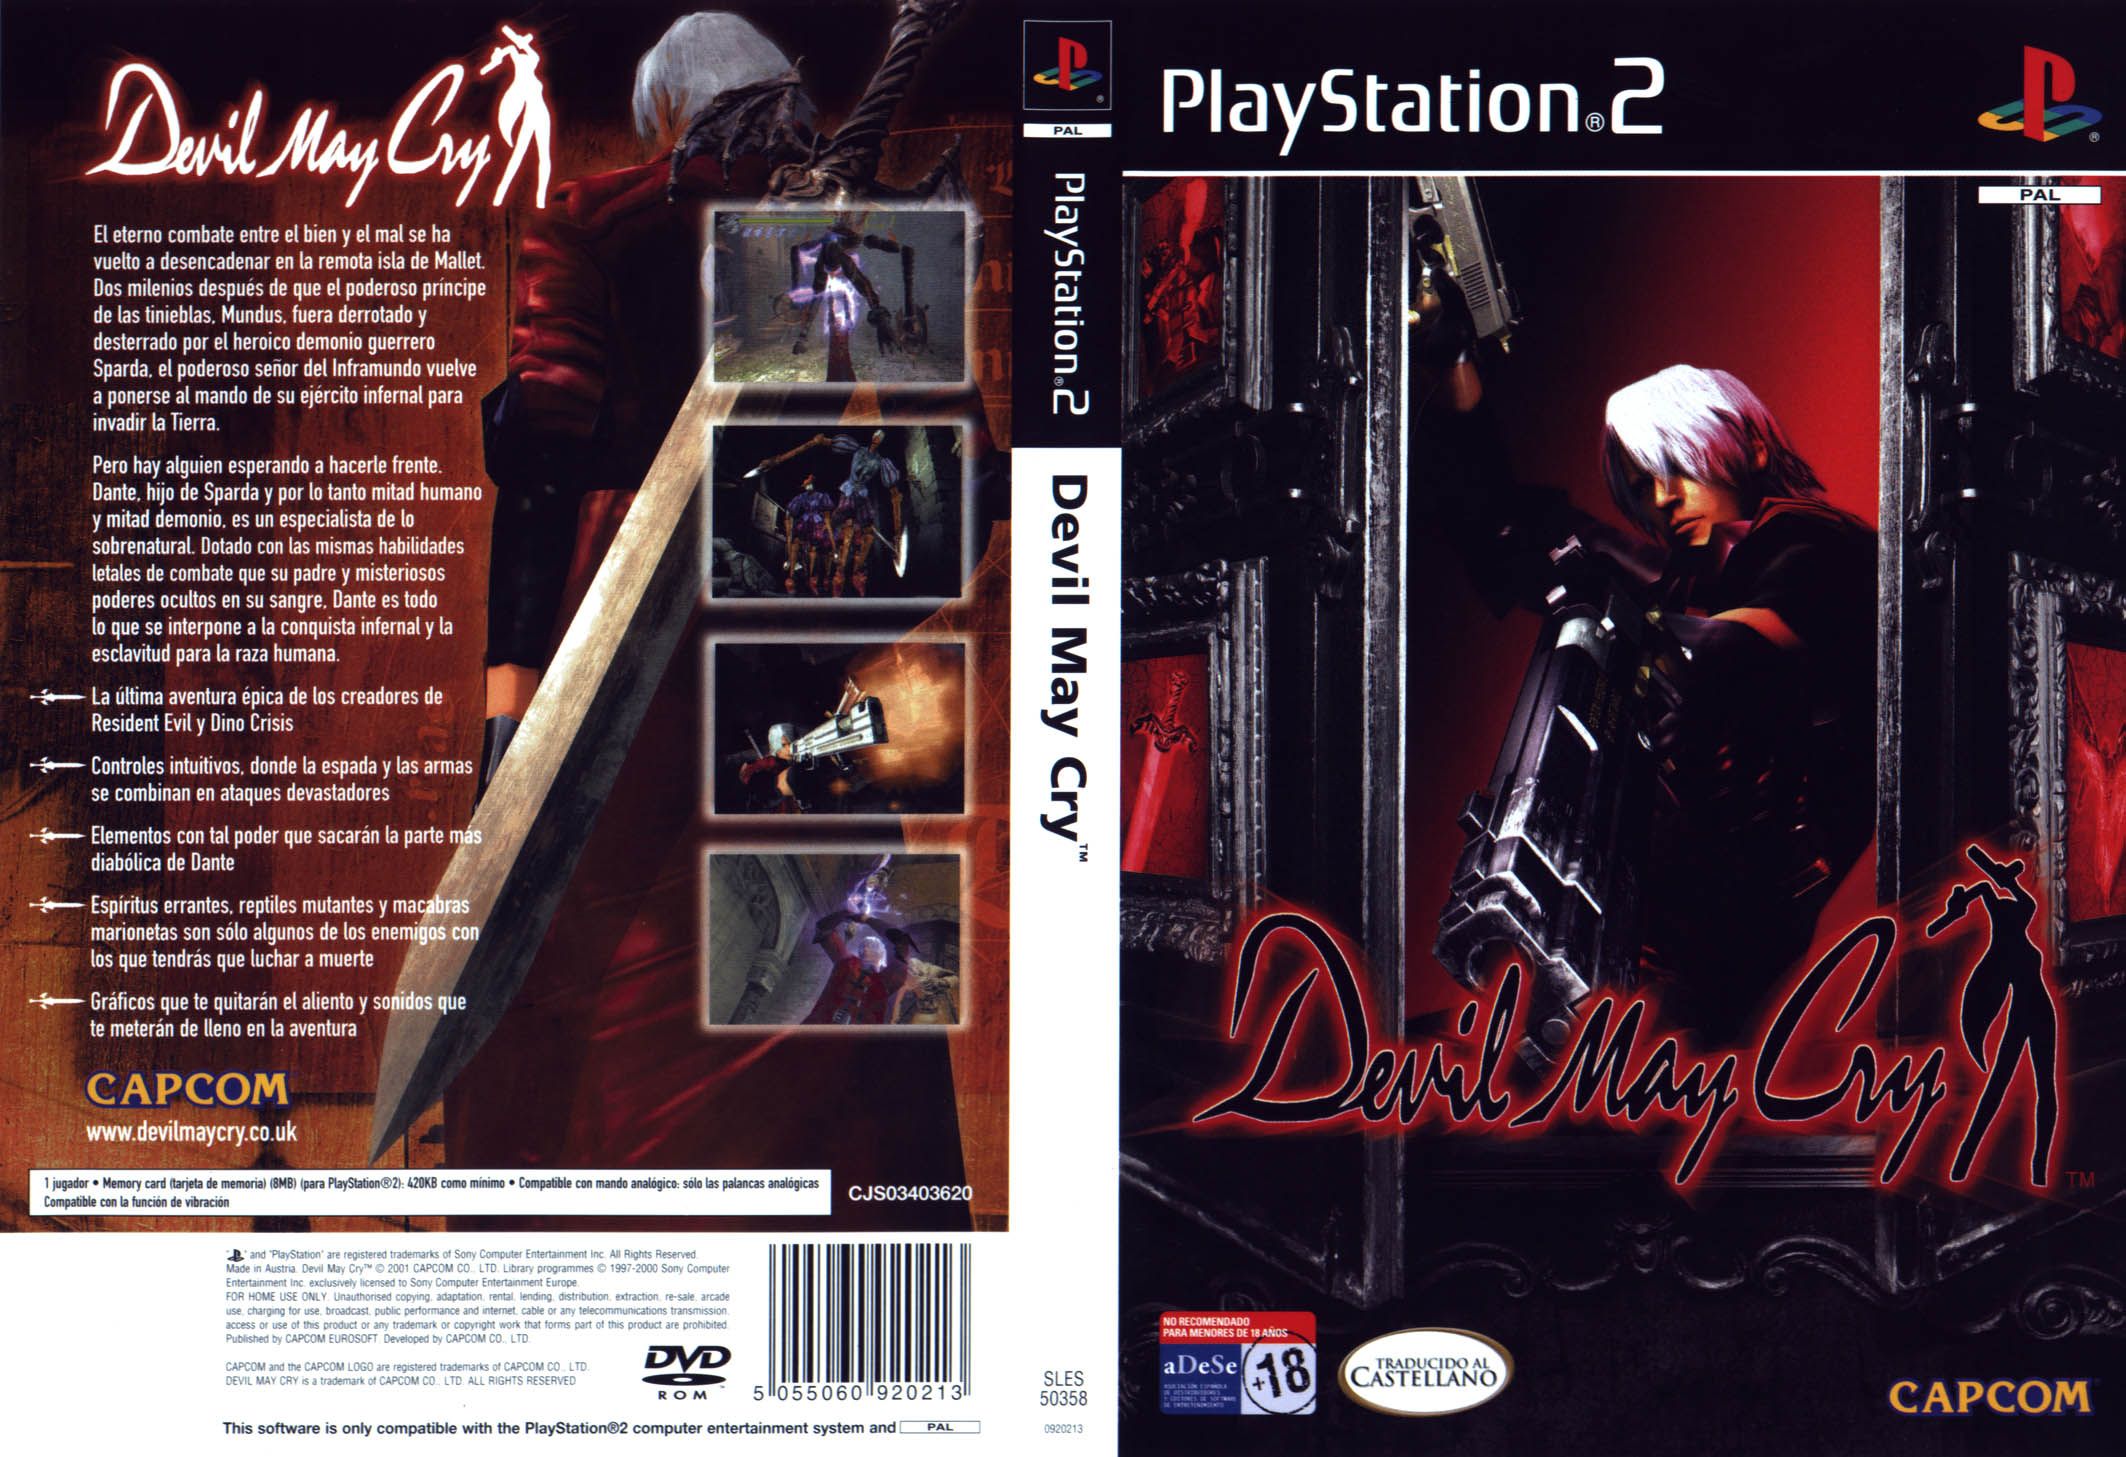 Devil May Cry
El eterno combate entre el bien y el mal se ha
vuelto a desencadenar en la remota isla de Mallet.
Dos milenios después de que el poderoso príncipe
de las tinieblas, Mundus, fuera derrotado y
desterrado por el heroico demonio guerrero
Sparda, el poderoso señor del Inframundo vuelve
a ponerse al mando de su ejército infernal para
invadir la Tierra.
Pero hay alguien esperando a hacerle frente.
Dante, hijo de Sparda y por lo tanto mitad humano
y mitad demonio, es un especialista de lo
sobrenatural. Dotado con las mismas habilidades
letales de combate que su padre y misteriosos
poderes ocultos en su sangre, Dante es todo
lo que se interpone a la conquista infernal y la
esclavitud para la raza humana.
La última aventura épica de los creadores de
Resident Evil y Dino Crisis
Controles intuitivos, donde la espada y las armas
se combinan en ataques devastadores
Elementos con tal poder que sacarán la parte más
diabólica de Dante
Espíritus errantes, reptiles mutantes y macabras
marionetas son sólo algunos de los enemigos con
los que tendrás que luchar a muerte
Gráficos que te quitarán el aliento y sonidos que
te meterán de lleno en la aventura
CAPCOM
www.devilmaycry.co.uk
1 jugador • Memory card (tarjeta de memoria) (8MB) (para PlayStation®2): 420KB como mínimo • Compatible con mando analógico: sólo las palancas analógicas
Compatible con la función de vibración
CJS03403620
" " and "PlayStation" are registered trademarks of Sony Computer Entertainment Inc. All Rights Reserved.
Made in Austria. Devil May Cry™ © 2001 CAPCOM CO., LTD. Library programmes © 1997-2000 Sony Computer
Entertainment Inc. exclusively licensed to Sony Computer Entertainment Europe.
FOR HOME USE ONLY. Unauthorised copying, adaptation, rental, lending, distribution, extraction, re-sale, arcade
use, charging for use, broadcast, public performance and internet, cable or any telecommunications transmission,
access or use of this product or any trademark or copyright work that forms part of this product are prohibited.
Published by CAPCOM EUROSOFT. Developed by CAPCOM CO., LTD.
CAPCOM and the CAPCOM LOGO are registered trademarks of CAPCOM CO., LTD.
DEVIL MAY CRY is a trademark of CAPCOM CO., LTD. ALL RIGHTS RESERVED
DVD
ROM
5 055060 920213
This software is only compatible with the PlayStation®2 computer entertainment system and PAL
®
PAL
PlayStation®2
Devil May Cry™
SLES
50358
0920213
PlayStation®2
®
PAL
Devil May Cry
TM
NO RECOMENDADO
PARA MENORES DE 18 AÑOS
aDeSe
+18
ASOCIACIÓN ESPAÑOLA
DE DISTRIBUIDORES
Y EDITORES DE SOFTWARE
DE ENTRETENIMIENTO
TRADUCIDO AL
CASTELLANO
CAPCOM